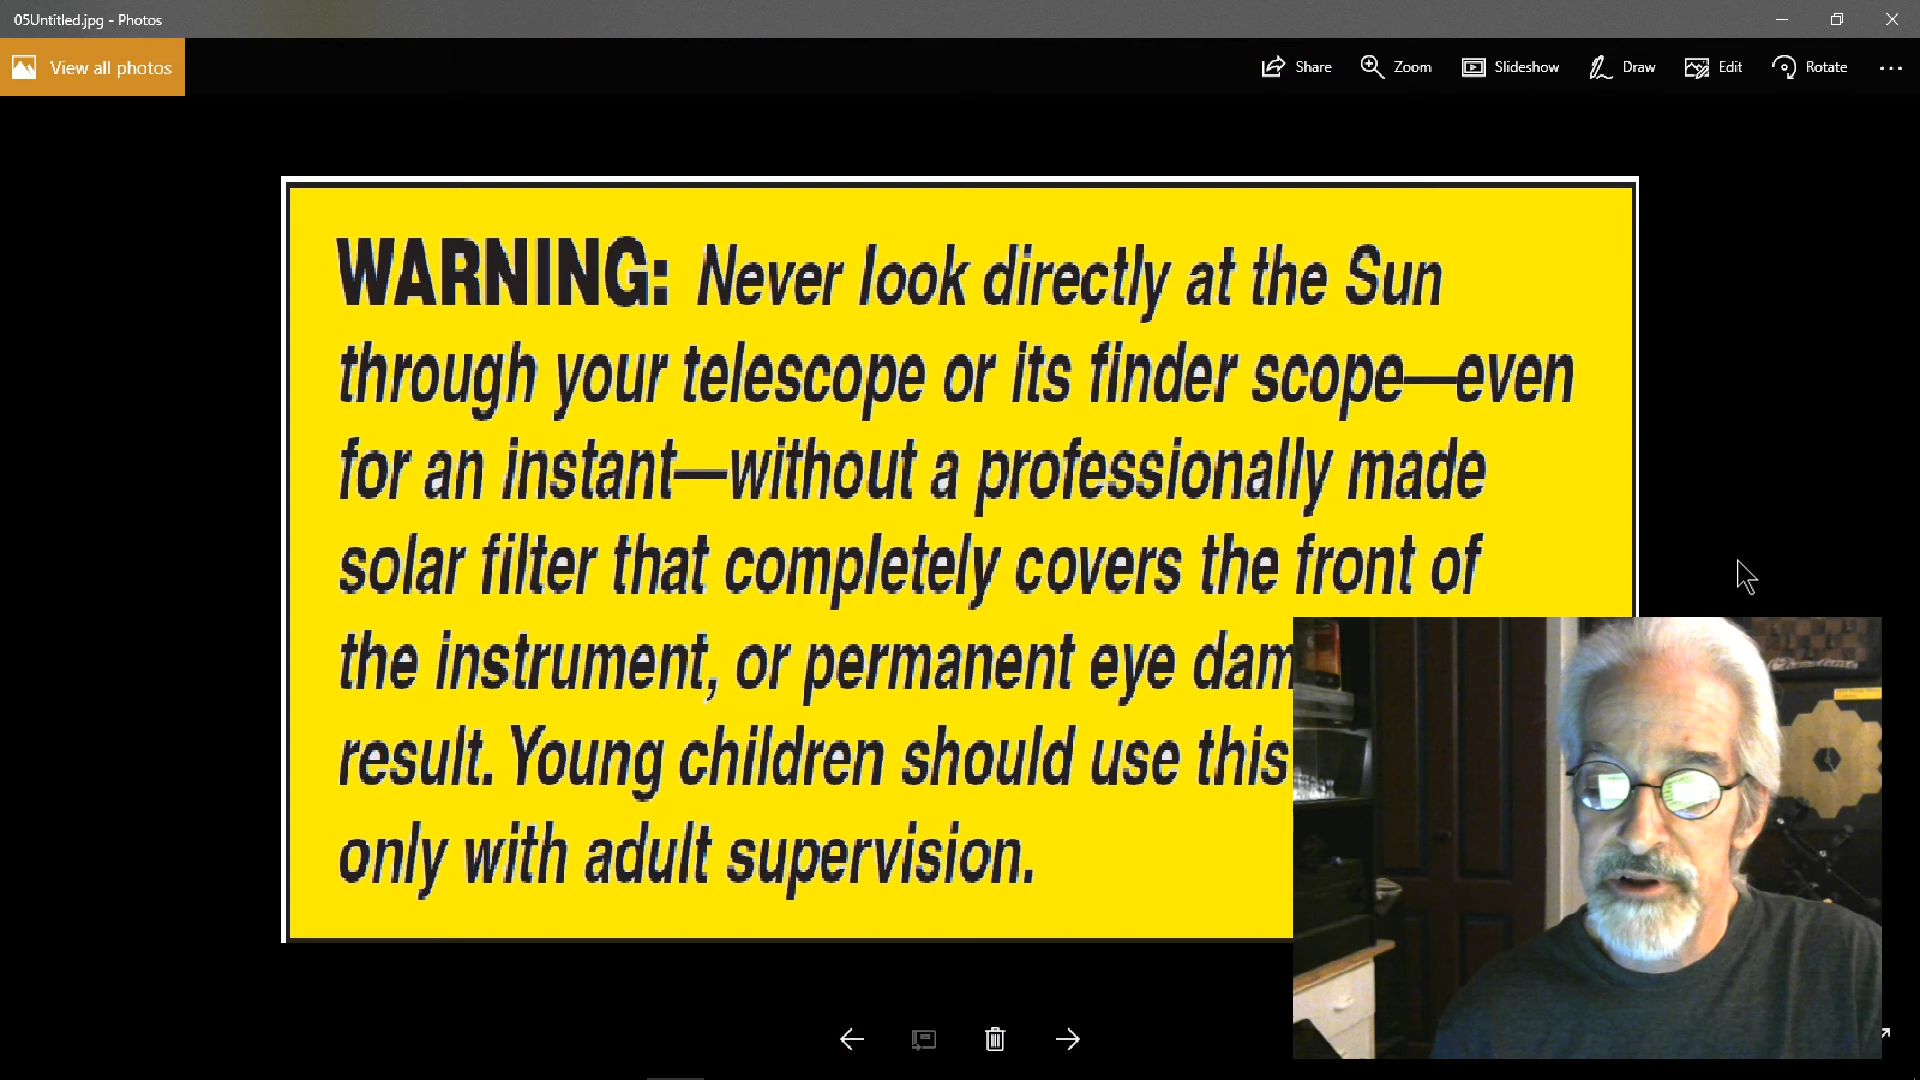 05Untitled.jpg - Photos
View all photos
Share Zoom Slideshow Draw Edit Rotate
WARNING: Never look directly at the Sun
through your telescope or its finder scope—even
for an instant—without a professionally made
solar filter that completely covers the front of
the instrument, or permanent eye dam
result. Young children should use this
only with adult supervision.